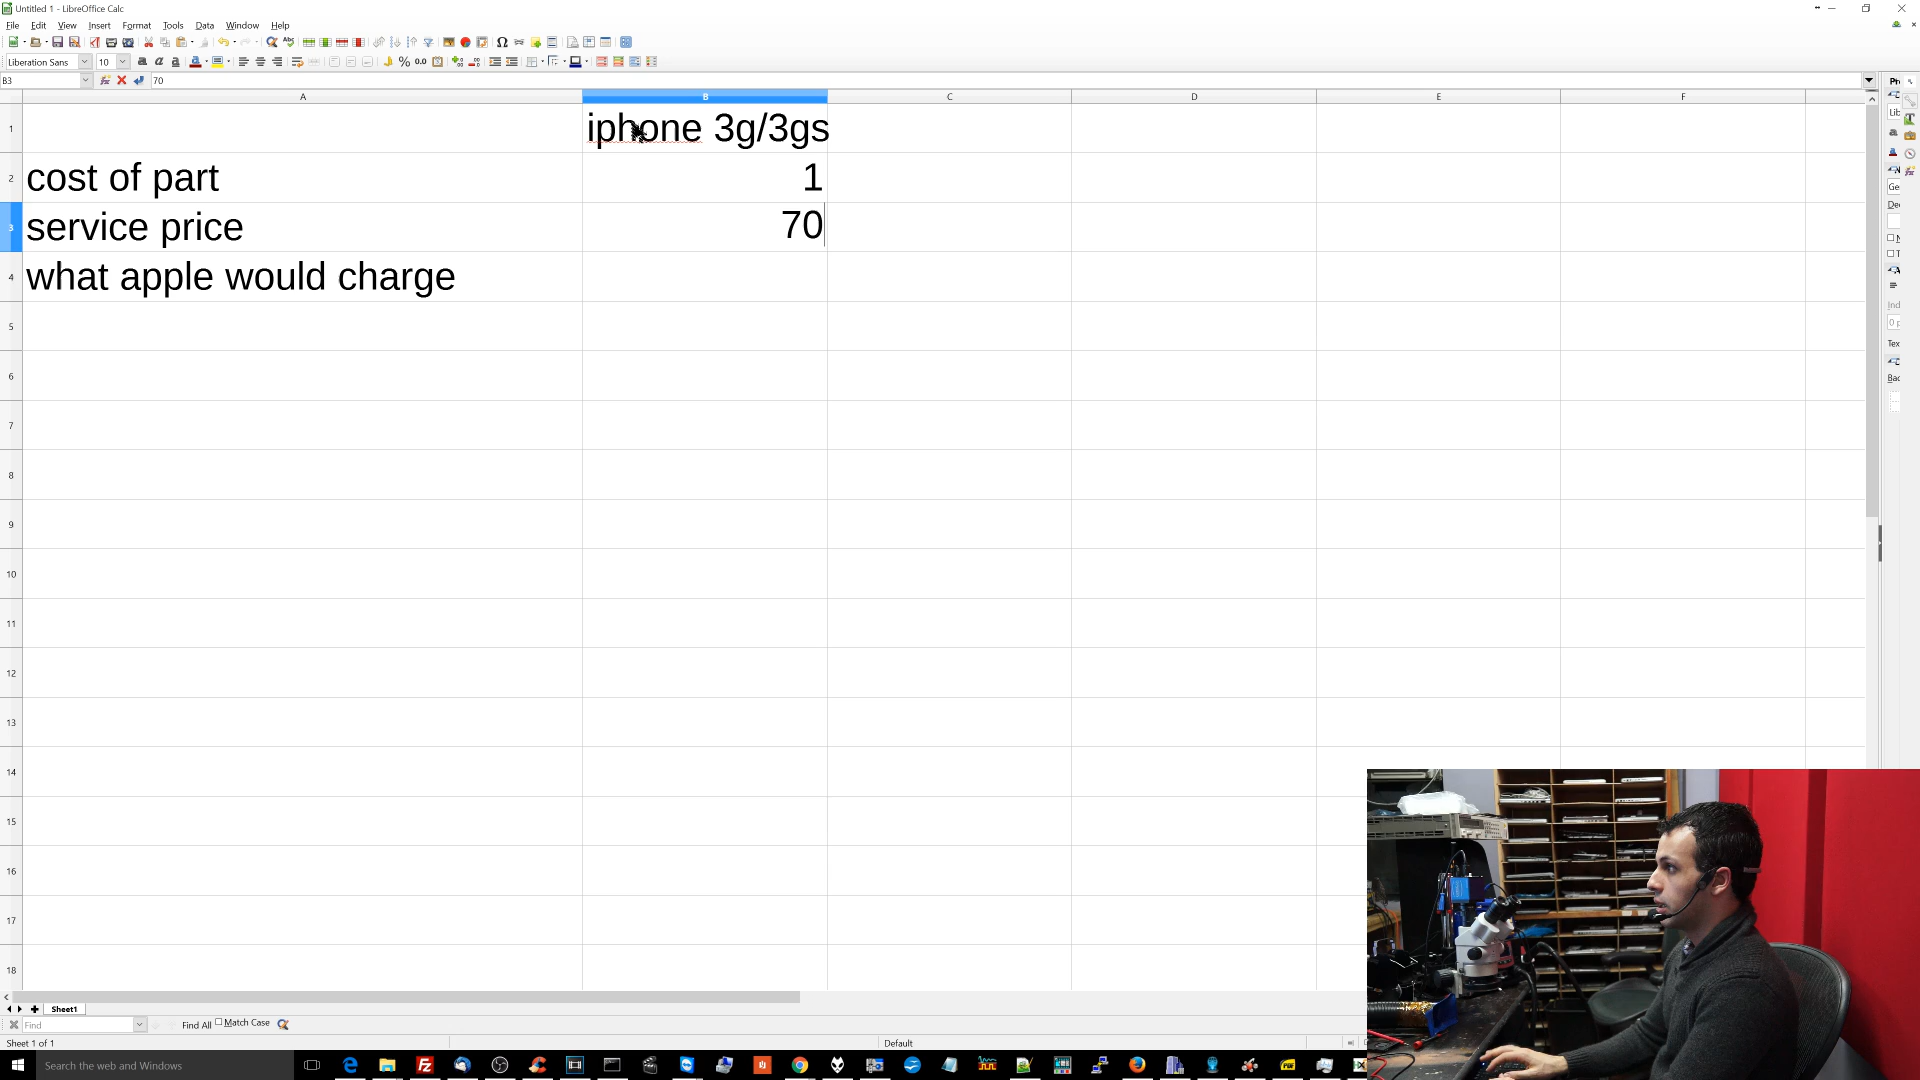 Untitled 1 - LibreOffice Calc
File Edit View Insert Format Tools Data Window Help
Liberation Sans 10
B3 70
A B C D E F
1 iphone 3g/3gs
2 cost of part 1
3 service price 70
4 what apple would charge
5
6
7
8
9
10
11
12
13
14
15
16
17
18
Sheet1
Find Find All Match Case
Sheet 1 of 1 Default
Search the web and Windows